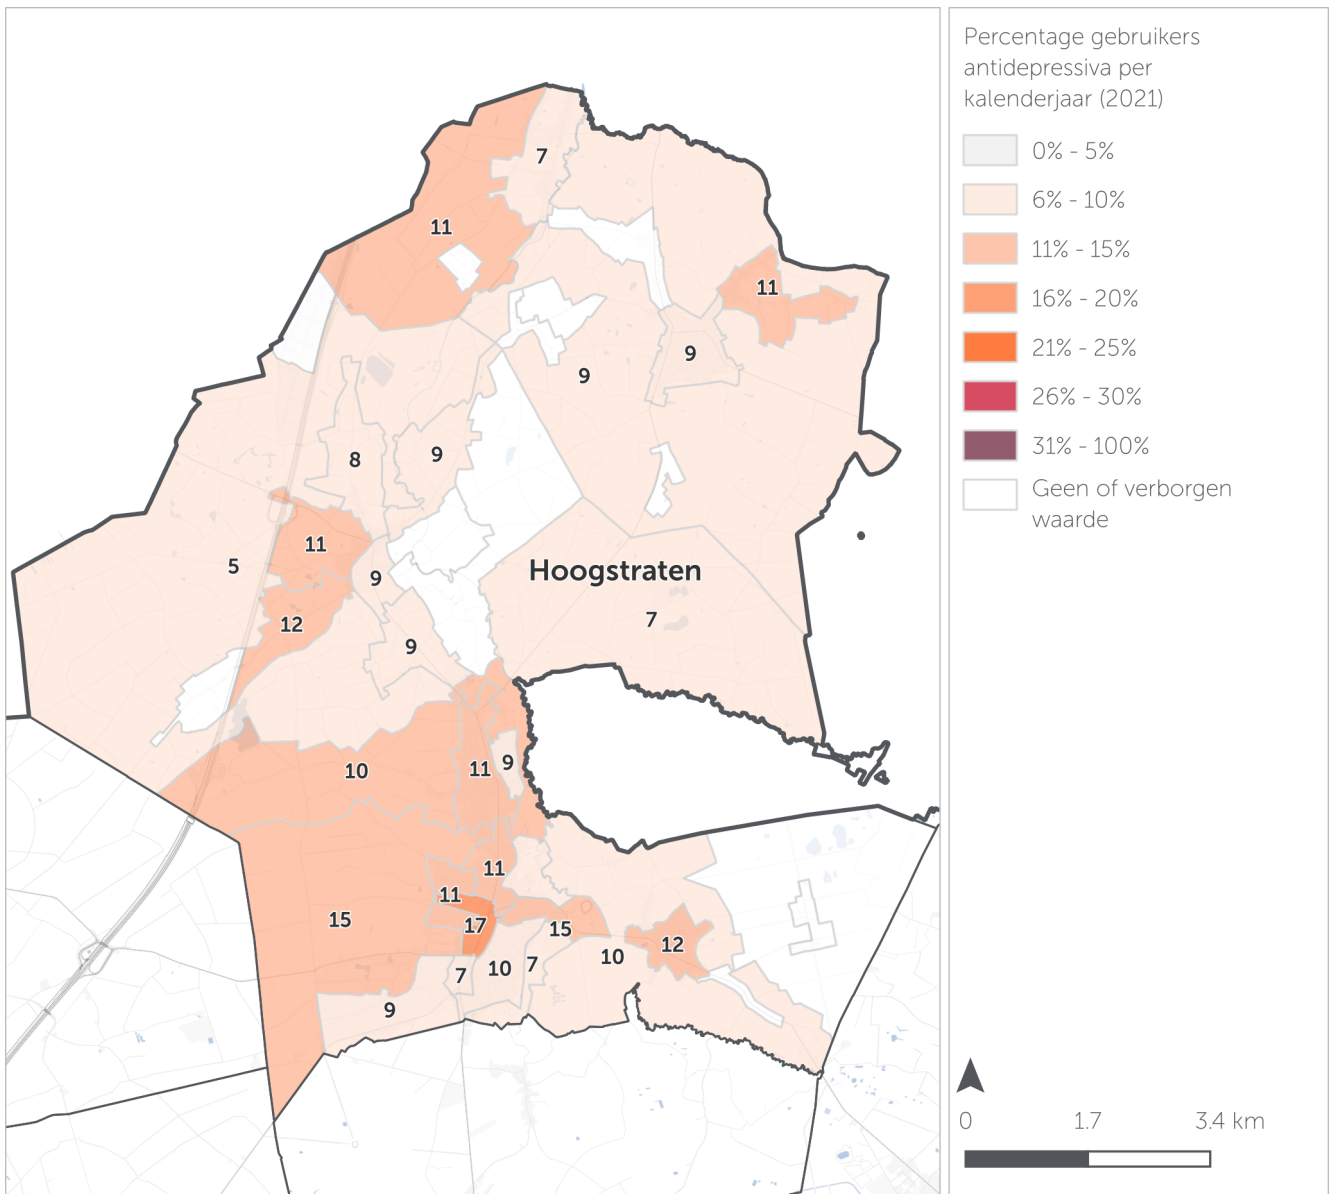 Percentage gebruikers
antidepressiva per
kalenderjaar (2021)
0% - 5%
6% - 10%
11% - 15%
16% - 20%
21% - 25%
26% - 30%
31% - 100%
Geen of verborgen
waarde
7
11
11
9
9
9
8
11
5
Hoogstraten
9
7
12
9
9
10
11
11
11
15
17
15
12
10
7
7
10
9
0 1.7 3.4 km